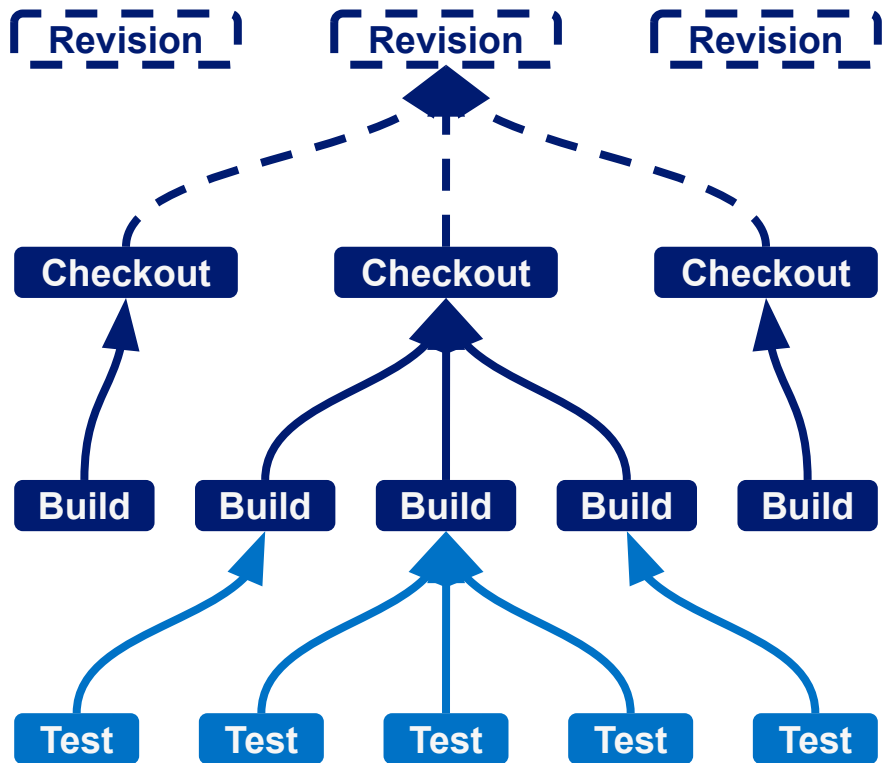 Revision Revision Revision
Checkout Checkout Checkout
Build Build Build Build Build
Test Test Test Test Test